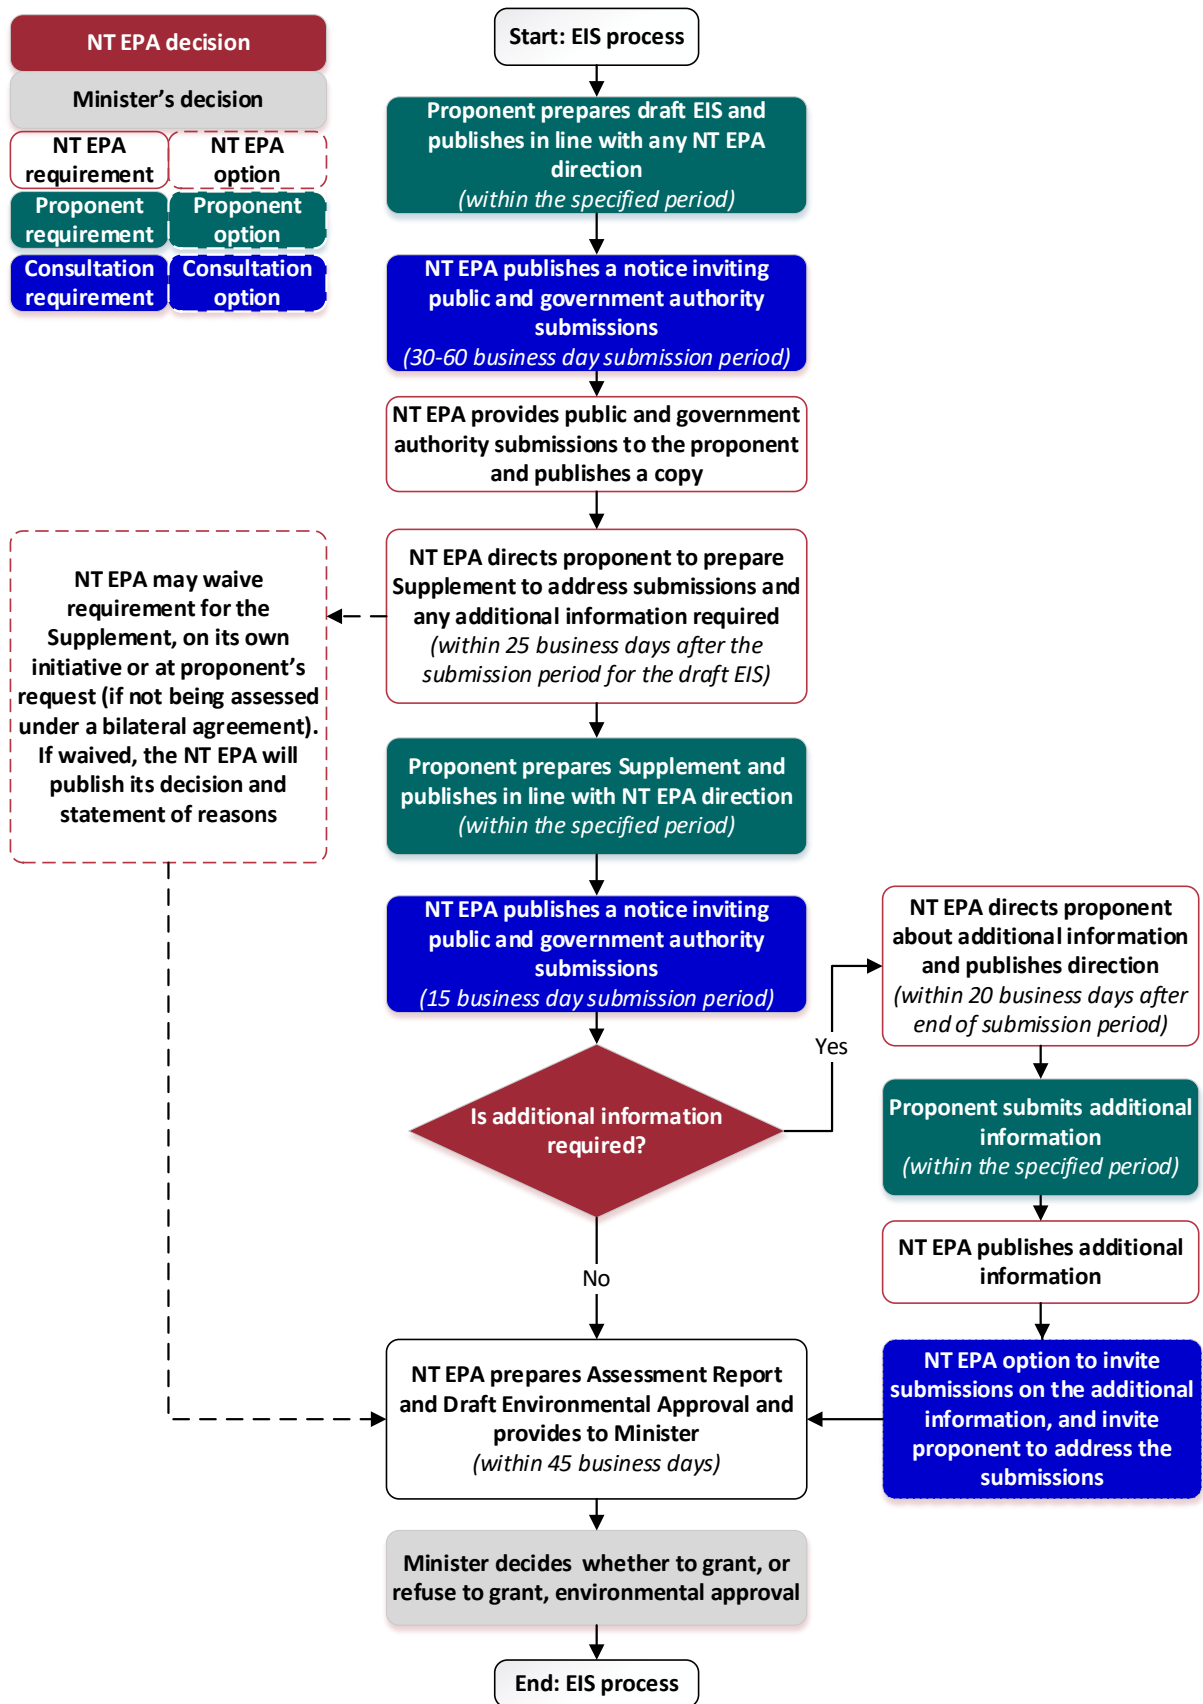 NT EPA decision
Minister's decision
NT EPA
requirement
NT EPA
option
Proponent
requirement
Proponent
option
Consultation
requirement
Consultation
option
Start: EIS process
Proponent prepares draft EIS and
publishes in line with any NT EPA
direction
(within the specified period)
NT EPA publishes a notice inviting
public and government authority
submissions
(30-60 business day submission period)
NT EPA provides public and government
authority submissions to the proponent
and publishes a copy
NT EPA directs proponent to prepare
Supplement to address submissions and
any additional information required
(within 25 business days after the
submission period for the draft EIS)
NT EPA may waive
requirement for the
Supplement, on its own
initiative or at proponent's
request (if not being assessed
under a bilateral agreement).
If waived, the NT EPA will
publish its decision and
statement of reasons
Proponent prepares Supplement and
publishes in line with NT EPA direction
(within the specified period)
NT EPA publishes a notice inviting
public and government authority
submissions
(15 business day submission period)
Is additional information
required?
Yes
No
NT EPA directs proponent
about additional information
and publishes direction
(within 20 business days after
end of submission period)
Proponent submits additional
information
(within the specified period)
NT EPA publishes additional
information
NT EPA option to invite
submissions on the additional
information, and invite
proponent to address the
submissions
NT EPA prepares Assessment Report
and Draft Environmental Approval and
provides to Minister
(within 45 business days)
Minister decides whether to grant, or
refuse to grant, environmental approval
End: EIS process